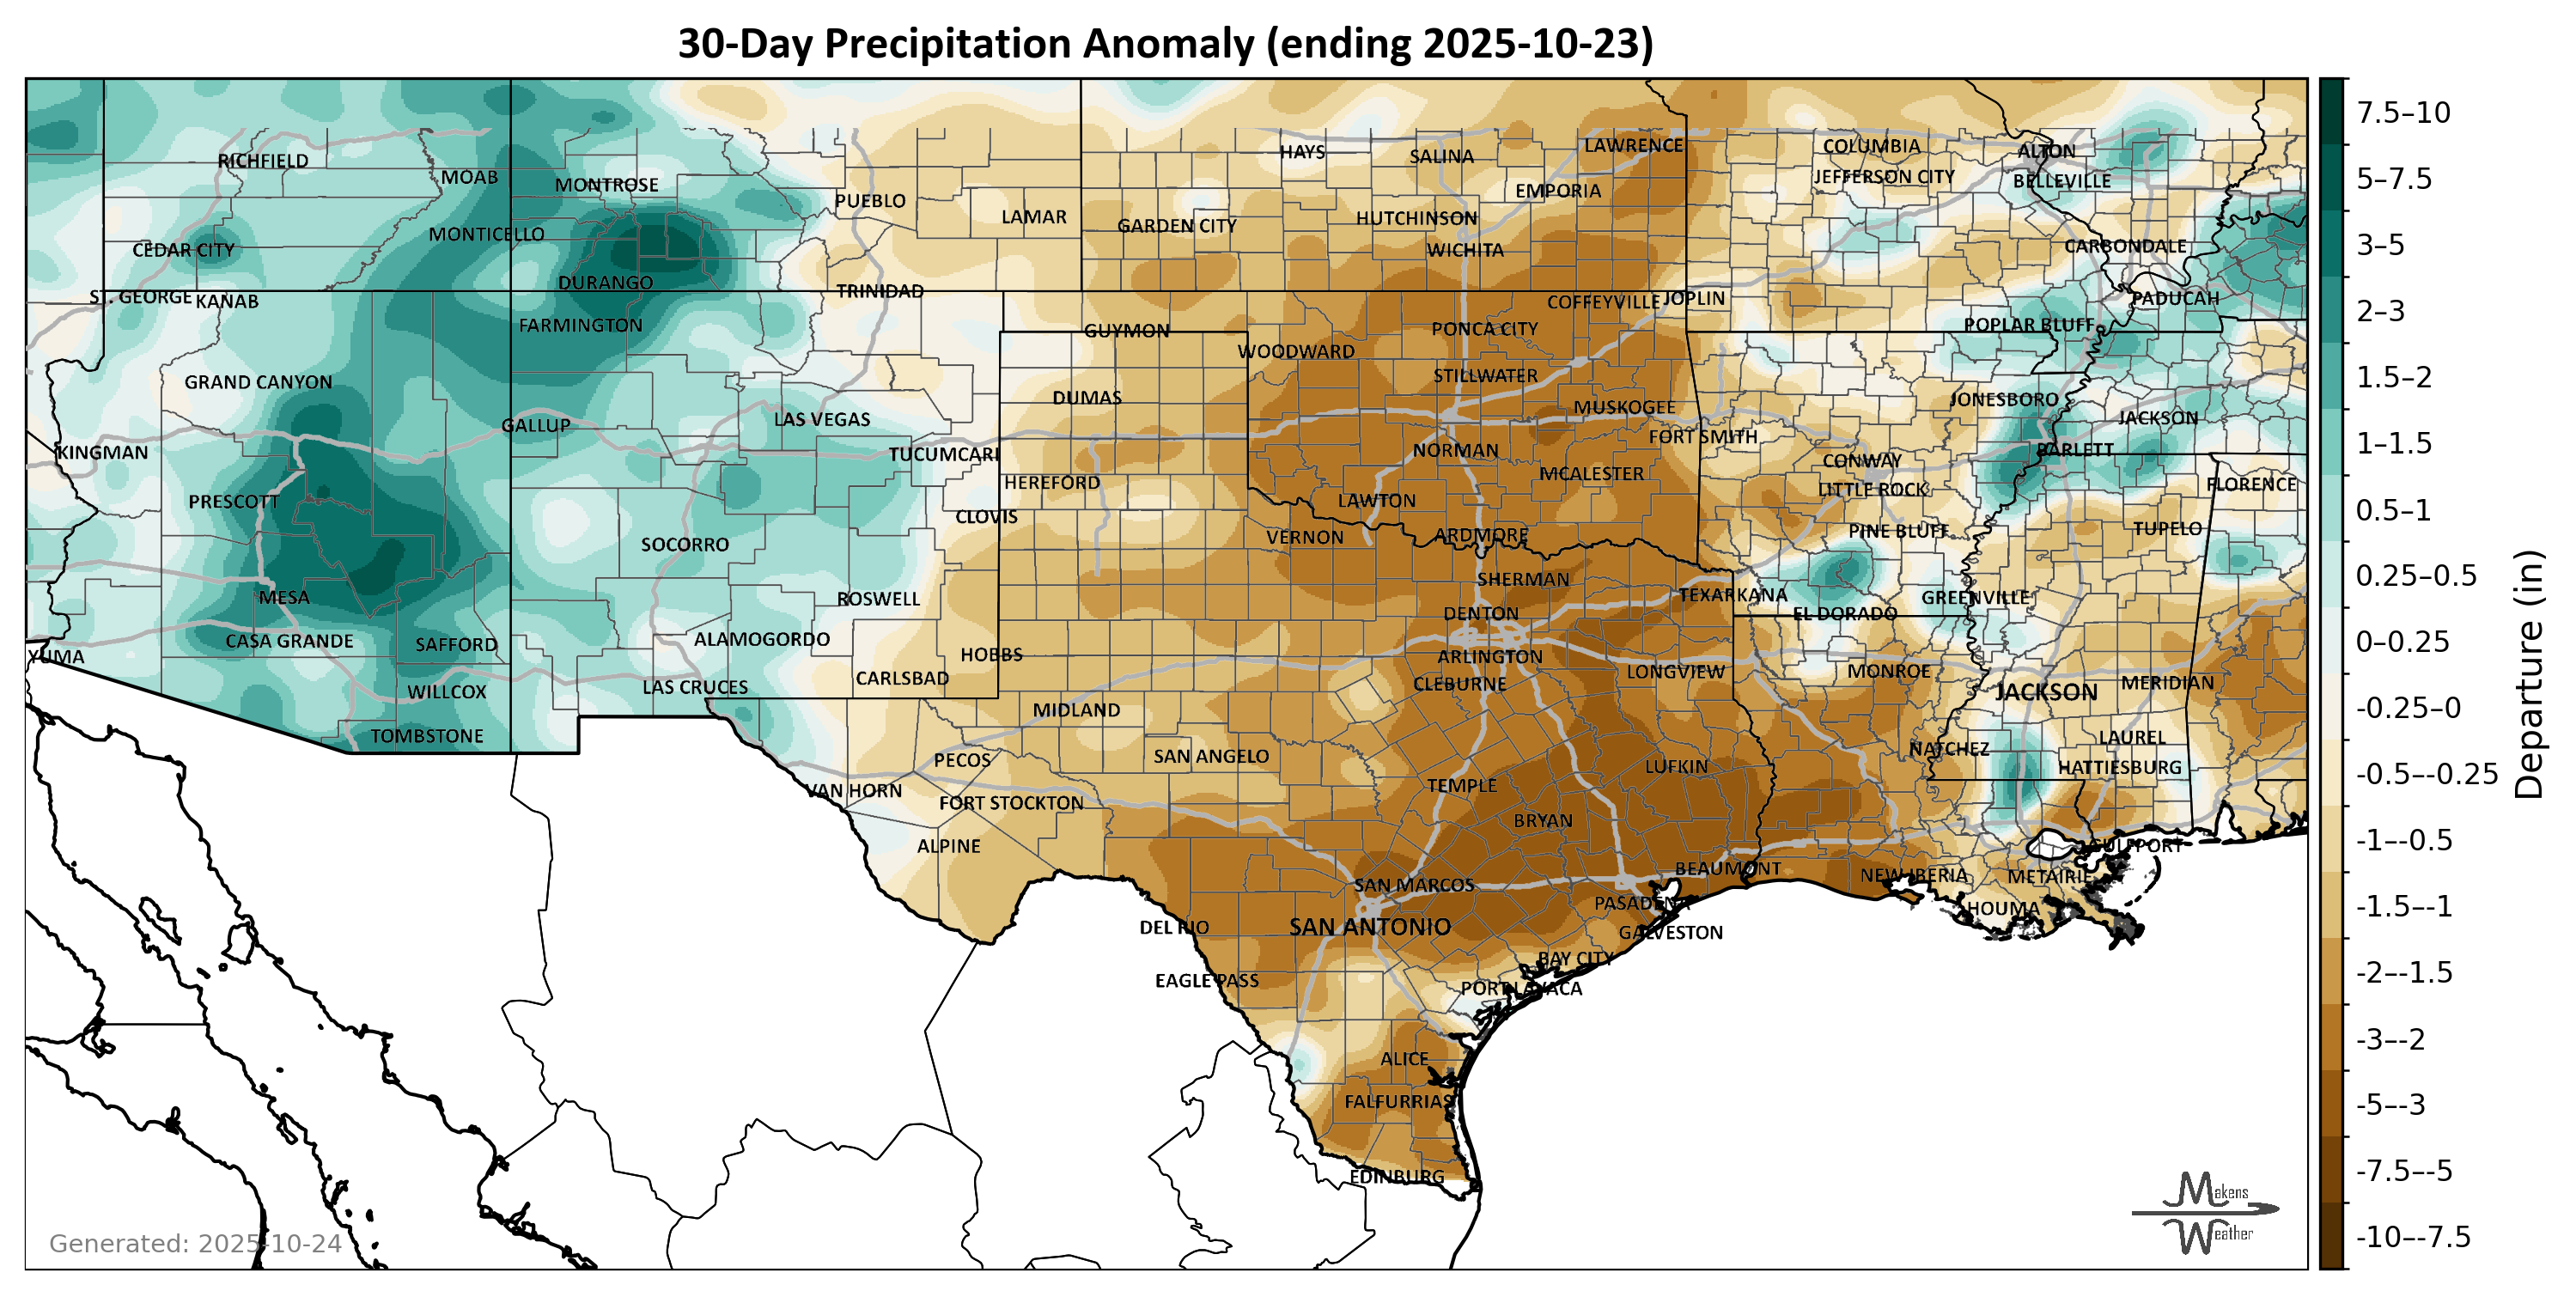 30-Day Precipitation Anomaly (ending 2025-10-23)
RICHFIELD
MOAB
MONTROSE
PUEBLO
LAMAR
HAYS
SALINA
LAWRENCE
COLUMBIA
ALTON
JEFFERSON CITY
BELLEVILLE
EMPORIA
GARDEN CITY
HUTCHINSON
WICHITA
CEDAR CITY
MONTICELLO
CARBONDALE
DURANGO
ST. GEORGE
KANAB
TRINIDAD
COFFEYVILLE
JOPLIN
PADUCAH
FARMINGTON
GUYMON
PONCA CITY
POPLAR BLUFF
WOODWARD
GRAND CANYON
STILLWATER
DUMAS
MUSKOGEE
JONESBORO
JACKSON
GALLUP
LAS VEGAS
FORT SMITH
KINGMAN
TUCUMCARI
NORMAN
BARLETT
CONWAY
HEREFORD
MCALESTER
LITTLE ROCK
FLORENCE
PRESCOTT
LAWTON
CLOVIS
VERNON
ARDMORE
PINE BLUFF
TUPELO
SOCORRO
SHERMAN
MESA
ROSWELL
TEXARKANA
GREENVILLE
DENTON
EL DORADO
CASA GRANDE
SAFFORD
ALAMOGORDO
YUMA
HOBBS
ARLINGTON
LONGVIEW
MONROE
CARLSBAD
CLEBURNE
MERIDIAN
WILLCOX
LAS CRUCES
JACKSON
MIDLAND
TOMBSTONE
LAUREL
NATCHEZ
PECOS
SAN ANGELO
LUFKIN
HATTIESBURG
VAN HORN
FORT STOCKTON
TEMPLE
BRYAN
ALPINE
GULFPORT
BEAUMONT
NEW IBERIA
METAIRIE
SAN MARCOS
PASADENA
HOUMA
DEL RIO
SAN ANTONIO
GALVESTON
BAY CITY
EAGLE PASS
PORT LAVACA
ALICE
FALFURRIAS
EDINBURG
Generated: 2025-10-24
Makens
Weather
7.5–10
5–7.5
3–5
2–3
1.5–2
1–1.5
0.5–1
0.25–0.5
0–0.25
-0.25–0
-0.5–-0.25
-1–-0.5
-1.5–-1
-2–-1.5
-3–-2
-5–-3
-7.5–-5
-10–-7.5
Departure (in)